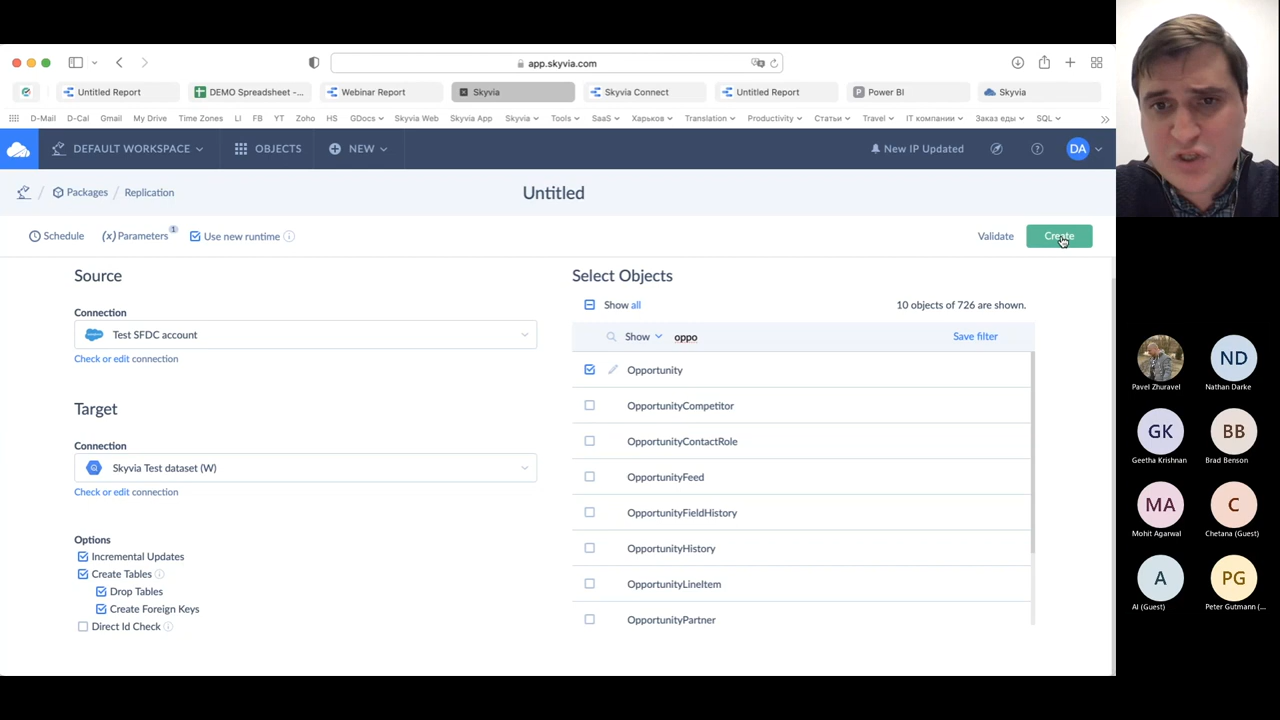 app.skyvia.com
Untitled Report
DEMO Spreadsheet -...
Webinar Report
Skyvia
Skyvia Connect
Untitled Report
P
Power BI
Skyvia
D-Mail
D-Cal
Gmail
My Drive
Time Zones
LI
FB
YT
Zoho
HS
GDocs
Skyvia Web
Skyvia App
Skyvia
Tools
SaaS
Харьков
Translation
Productivity
Статьи
Travel
IT компании
Заказ еды
SQL
DEFAULT WORKSPACE
OBJECTS
NEW
New IP Updated
DA
/ Packages / Replication
Untitled
Schedule
(x) Parameters 1
Use new runtime
Validate
Create
Source
Connection
Test SFDC account
Check or edit connection
Target
Connection
Skyvia Test dataset (W)
Check or edit connection
Options
Incremental Updates
Create Tables
Drop Tables
Create Foreign Keys
Direct Id Check
Select Objects
Show all
10 objects of 726 are shown.
Show
oppo
Save filter
Opportunity
OpportunityCompetitor
OpportunityContactRole
OpportunityFeed
OpportunityFieldHistory
OpportunityHistory
OpportunityLineItem
OpportunityPartner
Pavel Zhuravel
ND
Nathan Darke
GK
Geetha Krishnan
BB
Brad Benson
MA
Mohit Agarwal
C
Chetana (Guest)
A
Al (Guest)
PG
Peter Gutmann (...